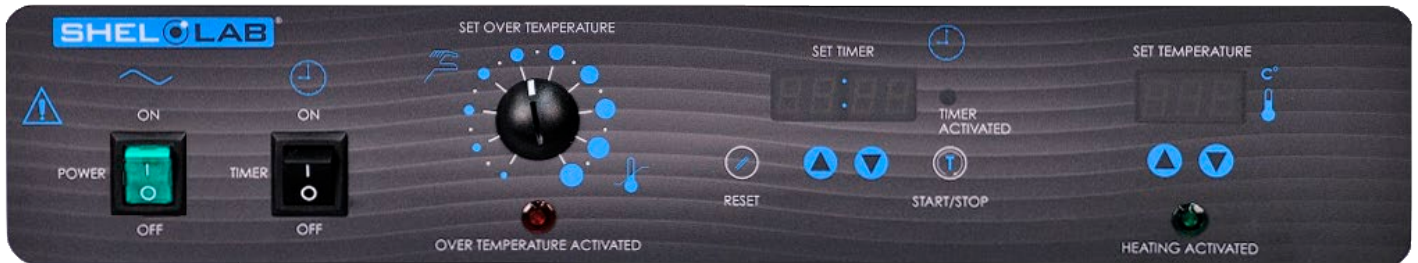 SHEL LAB®
SET OVER TEMPERATURE
SET TIMER
SET TEMPERATURE
C°
ON
ON
TIMER
ACTIVATED
POWER
I
O
TIMER
I
O
T
RESET
START/STOP
OFF
OFF
OVER TEMPERATURE ACTIVATED
HEATING ACTIVATED